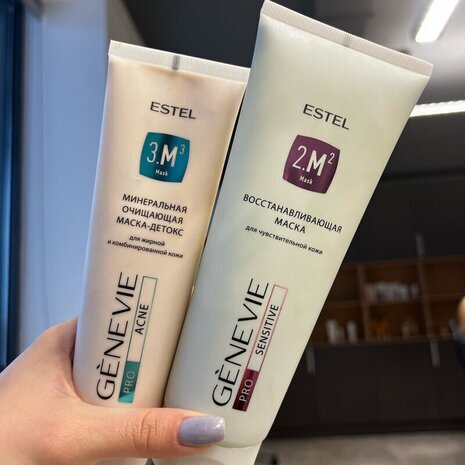 ESTEL
3.M³
Mask
МИНЕРАЛЬНАЯ
ОЧИЩАЮЩАЯ
МАСКА-ДЕТОКС
для жирной
и комбинированной кожи
GÈNEVIE
PRO ACNE
ESTEL
2.M²
Mask
ВОССТАНАВЛИВАЮЩАЯ
МАСКА
для чувствительной кожи
GÈNEVIE
PRO SENSITIVE